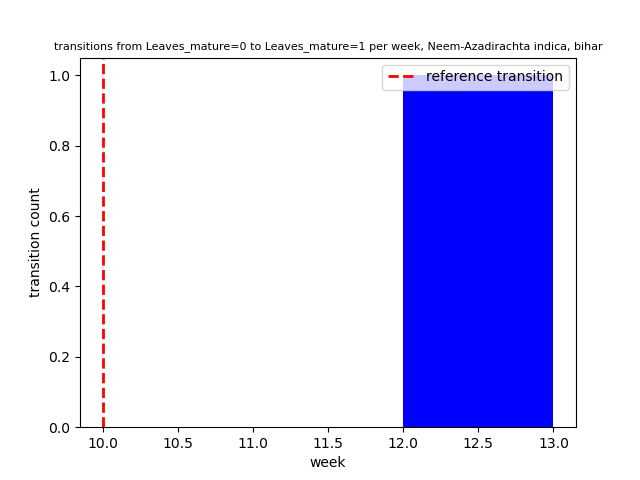 transitions from Leaves_mature=0 to Leaves_mature=1 per week, Neem-Azadirachta indica, bihar
reference transition
transition count
1.0
0.8
0.6
0.4
0.2
0.0
10.0 10.5 11.0 11.5 12.0 12.5 13.0
week